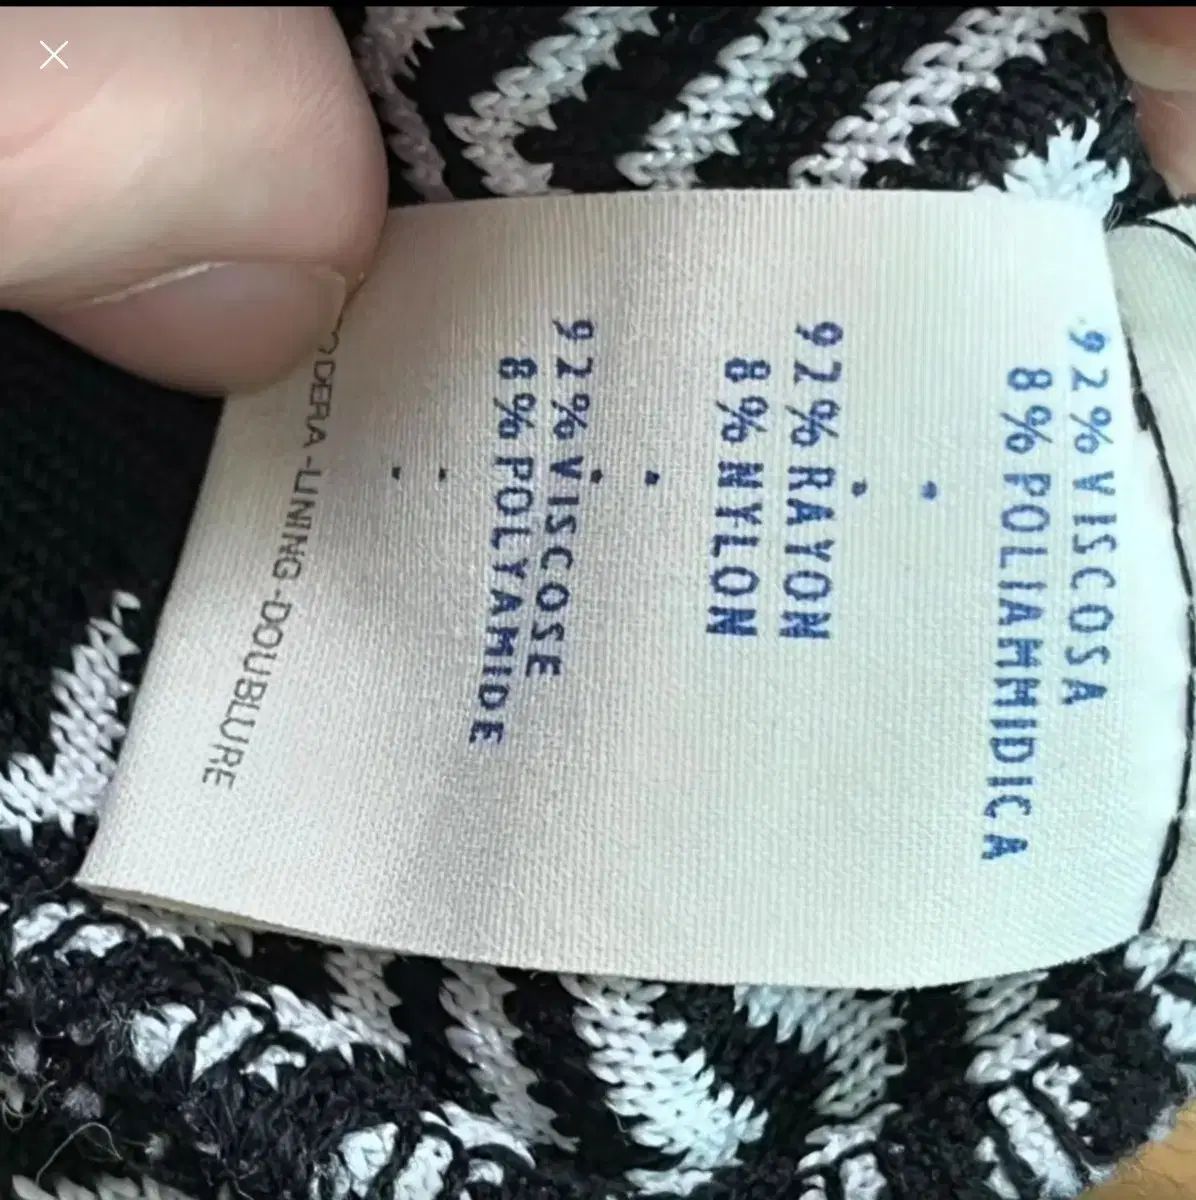 92% VISCOSA
8% POLIAMMIDICA
92% RAYON
8% NYLON
92% VISCOSE
8% POLYAMIDE
-LINING-DOUBLURE